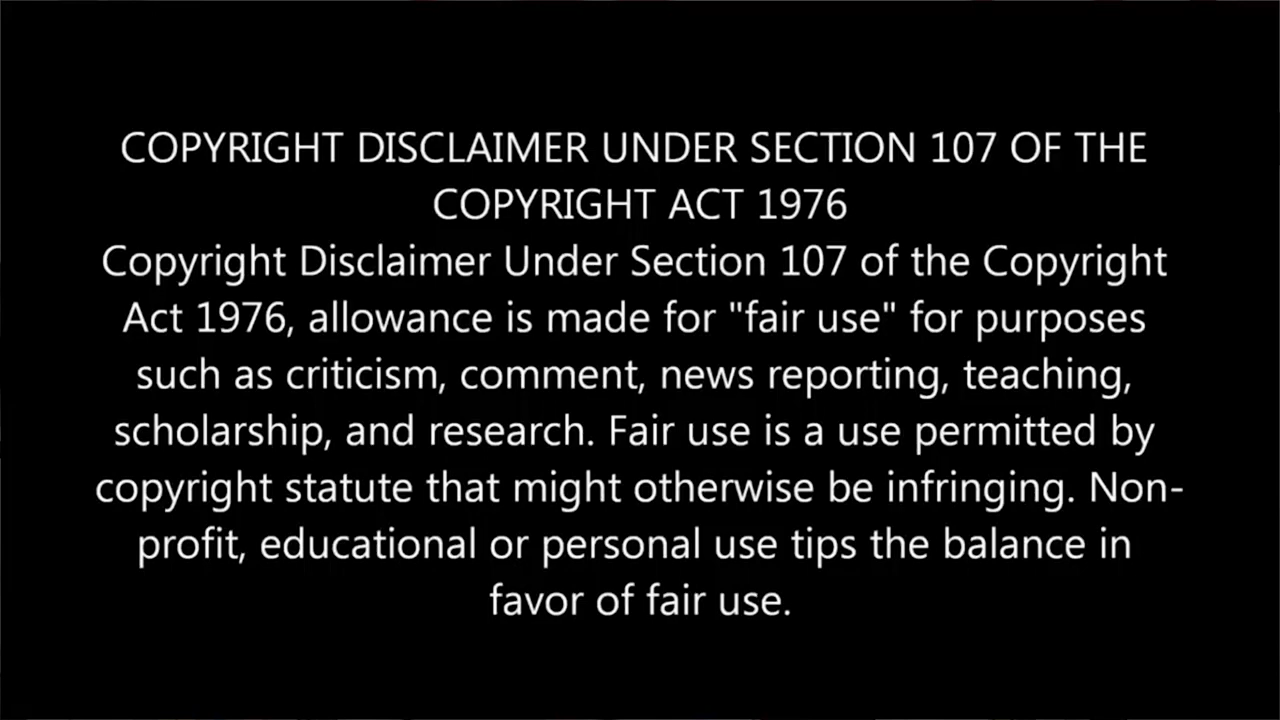 COPYRIGHT DISCLAIMER UNDER SECTION 107 OF THE
COPYRIGHT ACT 1976
Copyright Disclaimer Under Section 107 of the Copyright
Act 1976, allowance is made for "fair use" for purposes
such as criticism, comment, news reporting, teaching,
scholarship, and research. Fair use is a use permitted by
copyright statute that might otherwise be infringing. Non-
profit, educational or personal use tips the balance in
favor of fair use.